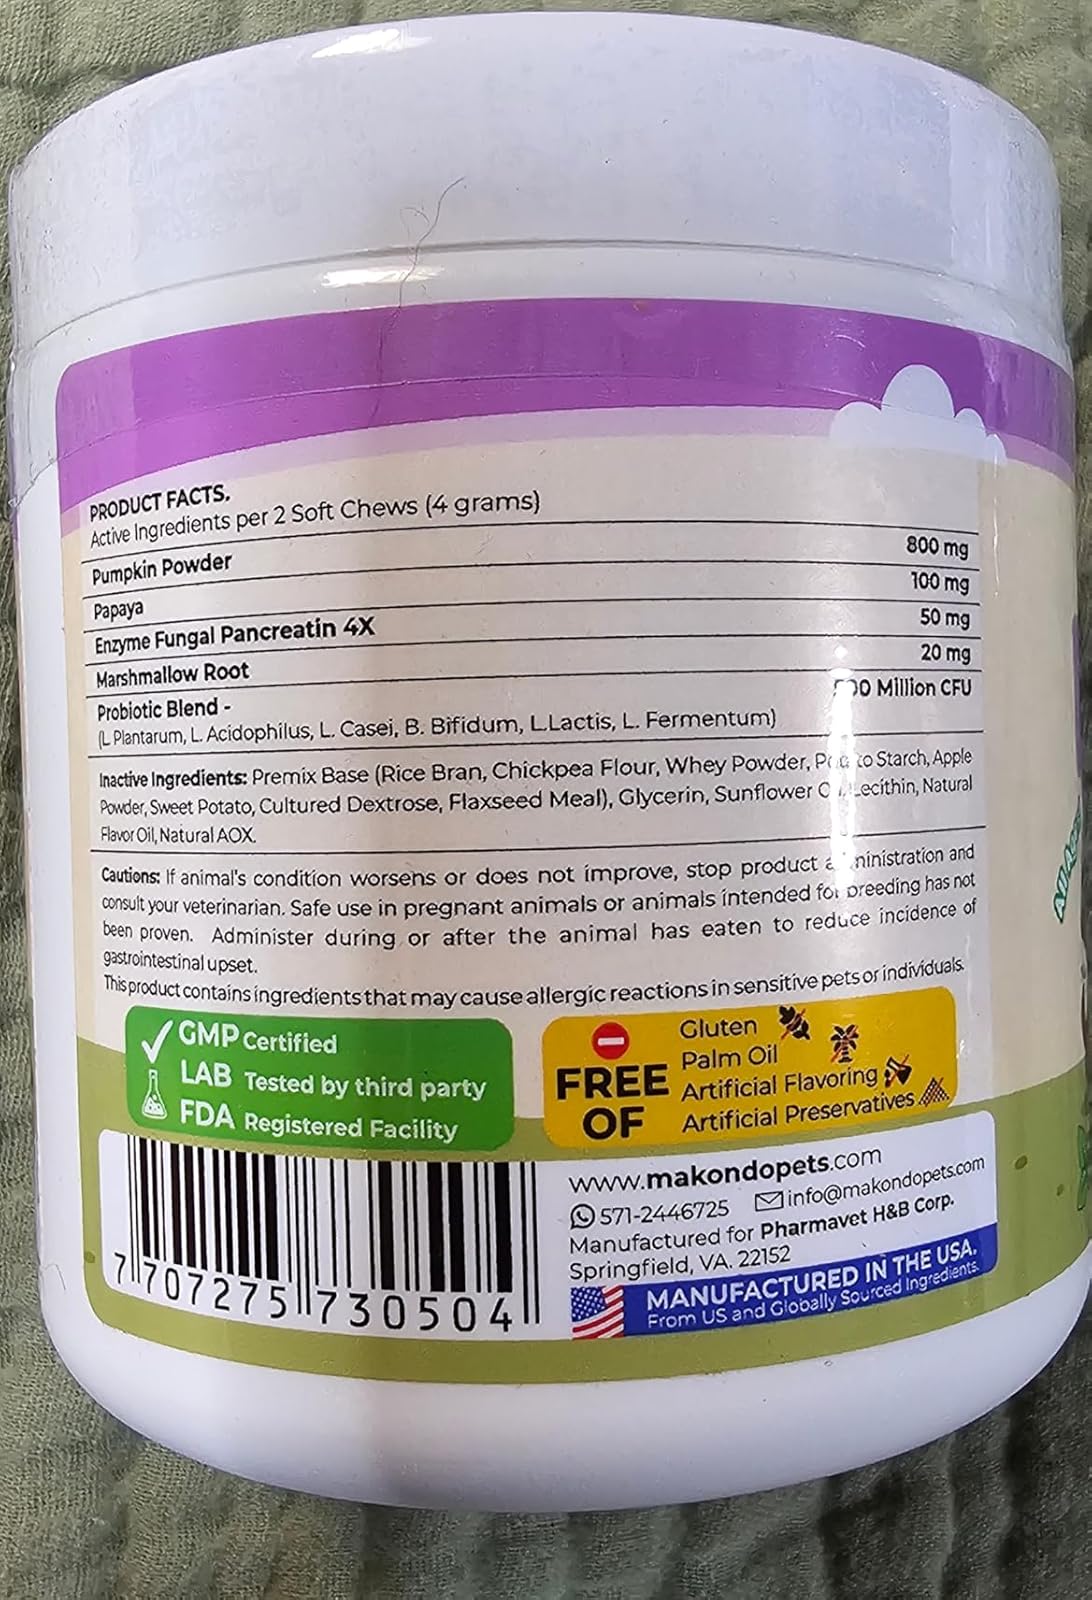 PRODUCT FACTS.
Active Ingredients per 2 Soft Chews (4 grams)
Pumpkin Powder 800 mg
Papaya 100 mg
Enzyme Fungal Pancreatin 4X 50 mg
Marshmallow Root 20 mg
Probiotic Blend - Million CFU
(L Plantarum, L. Acidophilus, L. Casei, B. Bifidum, L.Lactis, L. Fermentum)
Inactive Ingredients: Premix Base (Rice Bran, Chickpea Flour, Whey Powder, Potato Starch, Apple
Powder, Sweet Potato, Cultured Dextrose, Flaxseed Meal), Glycerin, Sunflower Lecithin, Natural
Flavor Oil, Natural AOX.
Cautions: If animal's condition worsens or does not improve, stop product administration and
consult your veterinarian. Safe use in pregnant animals or animals intended for breeding has not
been proven. Administer during or after the animal has eaten to reduce incidence of
gastrointestinal upset.
This product contains ingredients that may cause allergic reactions in sensitive pets or individuals.
GMP Certified
LAB Tested by third party
FDA Registered Facility
FREE OF
Gluten
Palm Oil
Artificial Flavoring
Artificial Preservatives
www.makondopets.com
571-2446725 info@makondopets.com
Manufactured for Pharmavet H&B Corp.
Springfield, VA. 22152
MANUFACTURED IN THE USA.
From US and Globally Sourced Ingredients.
7 707275 730504